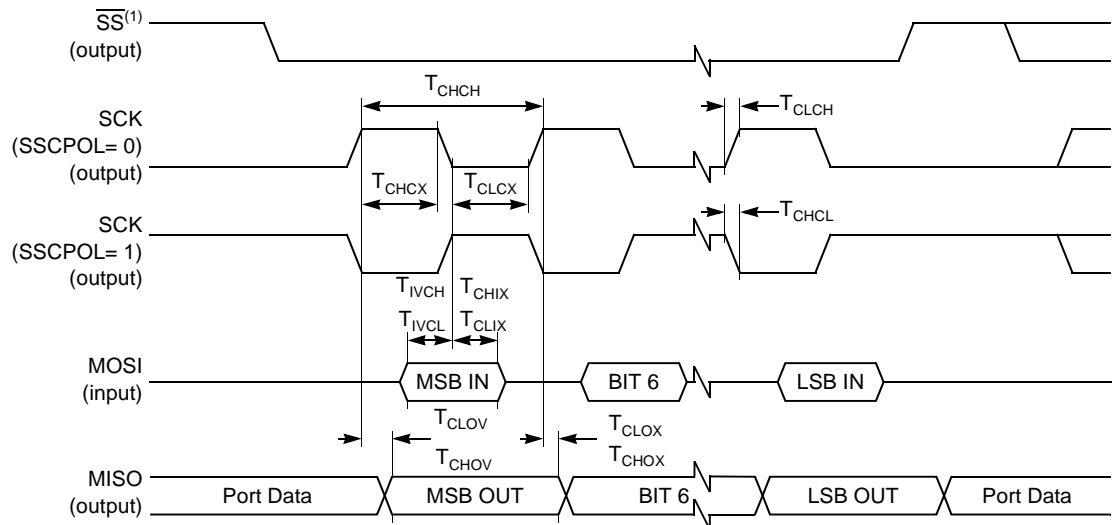 SS(1)
(output)
TCHCH
TCLCH
SCK
(SSCPOL= 0)
(output)
TCHCX
TCLCX
TCHCL
SCK
(SSCPOL= 1)
(output)
TIVCH
TCHIX
TIVCL
TCLIX
MOSI
(input)
MSB IN
BIT 6
LSB IN
TCLOV
TCLOX
TCHOV
TCHOX
MISO
(output)
Port Data
MSB OUT
BIT 6
LSB OUT
Port Data